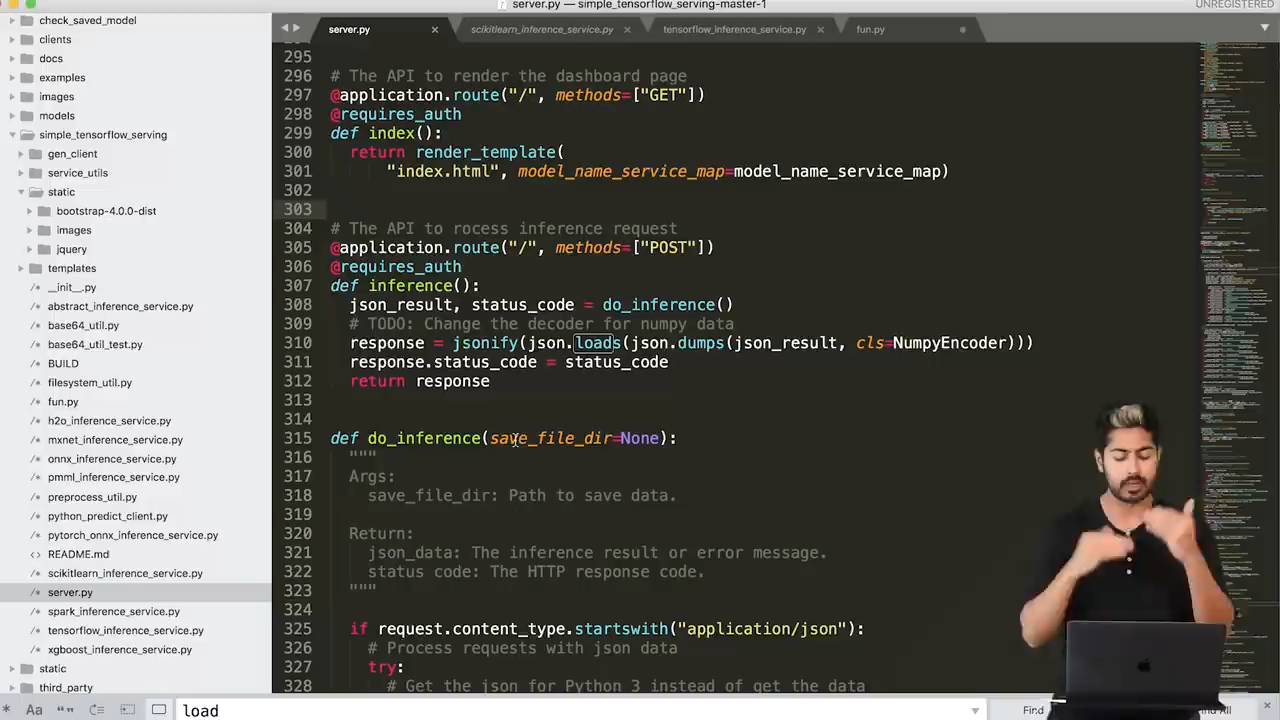 server.py — simple_tensorflow_serving-master-1
UNREGISTERED
check_saved_model
clients
docs
examples
images
models
simple_tensorflow_serving
gen_client
service_utils
static
bootstrap-4.0.0-dist
images
jquery
templates
__init__.py
abstract_inference_service.py
base64_util.py
base64_util_test.py
BUILD
filesystem_util.py
fun.py
h2o_inference_service.py
mxnet_inference_service.py
onnx_inference_service.py
pmml_inference_service.py
preprocess_util.py
python_predict_client.py
pytorch_onnx_inference_service.py
README.md
scikitlearn_inference_service.py
server.py
spark_inference_service.py
tensorflow_inference_service.py
xgboost_inference_service.py
static
third_party
server.py scikitlearn_inference_service.py tensorflow_inference_service.py fun.py
295
296 # The API to render the dashboard page
297 @application.route("/", methods=["GET"])
298 @requires_auth
299 def index():
300 return render_template(
301 "index.html", model_name_service_map=model_name_service_map)
302
303
304 # The API to process inference request
305 @application.route("/", methods=["POST"])
306 @requires_auth
307 def inference():
308 json_result, status_code = do_inference()
309 # TODO: Change the decoder for numpy data
310 response = jsonify(json.loads(json.dumps(json_result, cls=NumpyEncoder)))
311 response.status_code = status_code
312 return response
313
314
315 def do_inference(save_file_dir=None):
316 """
317 Args:
318 save_file_dir: Path to save data.
319
320 Return:
321 json_data: The inference result or error message.
322 status_code: The HTTP response code.
323 """
324
325 if request.content_type.startswith("application/json"):
326 # Process requests with json data
327 try:
328 # Get the json in Python 3 instead of get the data
Aa
load
Find
All